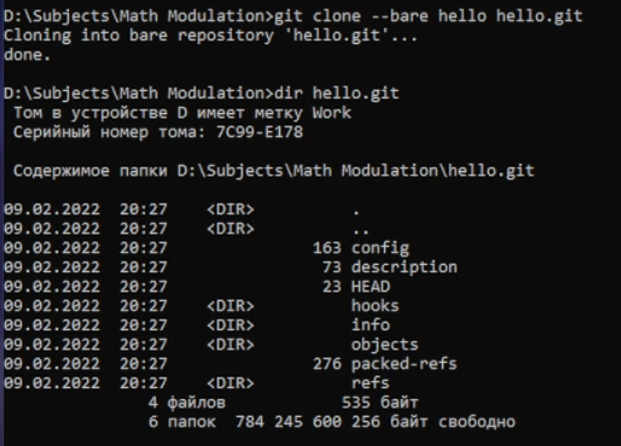 D:\Subjects\Math Modulation>git clone --bare hello hello.git
Cloning into bare repository 'hello.git'...
done.
D:\Subjects\Math Modulation>dir hello.git
Том в устройстве D имеет метку Work
Серийный номер тома: 7C99-E178
Содержимое папки D:\Subjects\Math Modulation\hello.git
09.02.2022 20:27 <DIR> .
09.02.2022 20:27 <DIR> ..
09.02.2022 20:27 163 config
09.02.2022 20:27 73 description
09.02.2022 20:27 23 HEAD
09.02.2022 20:27 <DIR> hooks
09.02.2022 20:27 <DIR> info
09.02.2022 20:27 <DIR> objects
09.02.2022 20:27 276 packed-refs
09.02.2022 20:27 <DIR> refs
4 файлов 535 байт
6 папок 784 245 600 256 байт свободно